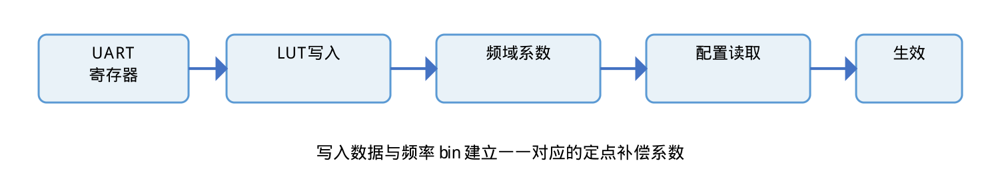 UART
寄存器
LUT写入
频域系数
配置读取
生效
写入数据与频率 bin 建立一一对应的定点补偿系数